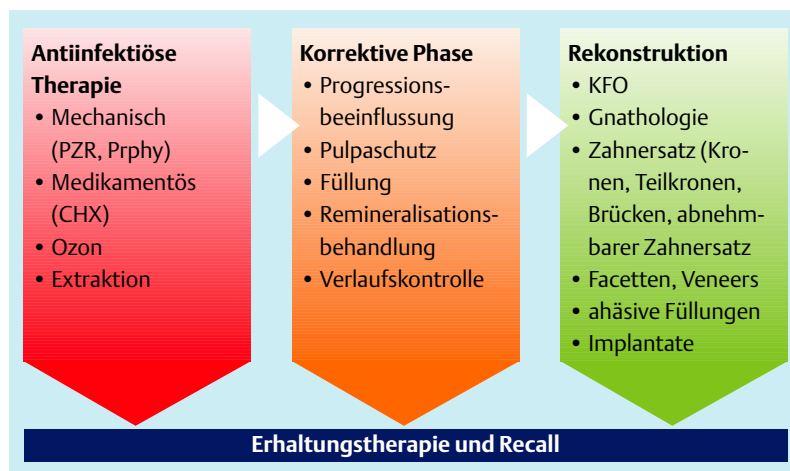 Antiinfektiöse
Therapie
• Mechanisch
(PZR, Prphy)
• Medikamentös
(CHX)
• Ozon
• Extraktion
Korrektive Phase
• Progressions-
beeinflussung
• Pulpaschutz
• Füllung
• Remineralisations-
behandlung
• Verlaufskontrolle
Rekonstruktion
• KFO
• Gnathologie
• Zahnersatz (Kro-
nen, Teilkronen,
Brücken, abnehm-
barer Zahnersatz
• Facetten, Veneers
• ahäsive Füllungen
• Implantate
Erhaltungstherapie und Recall